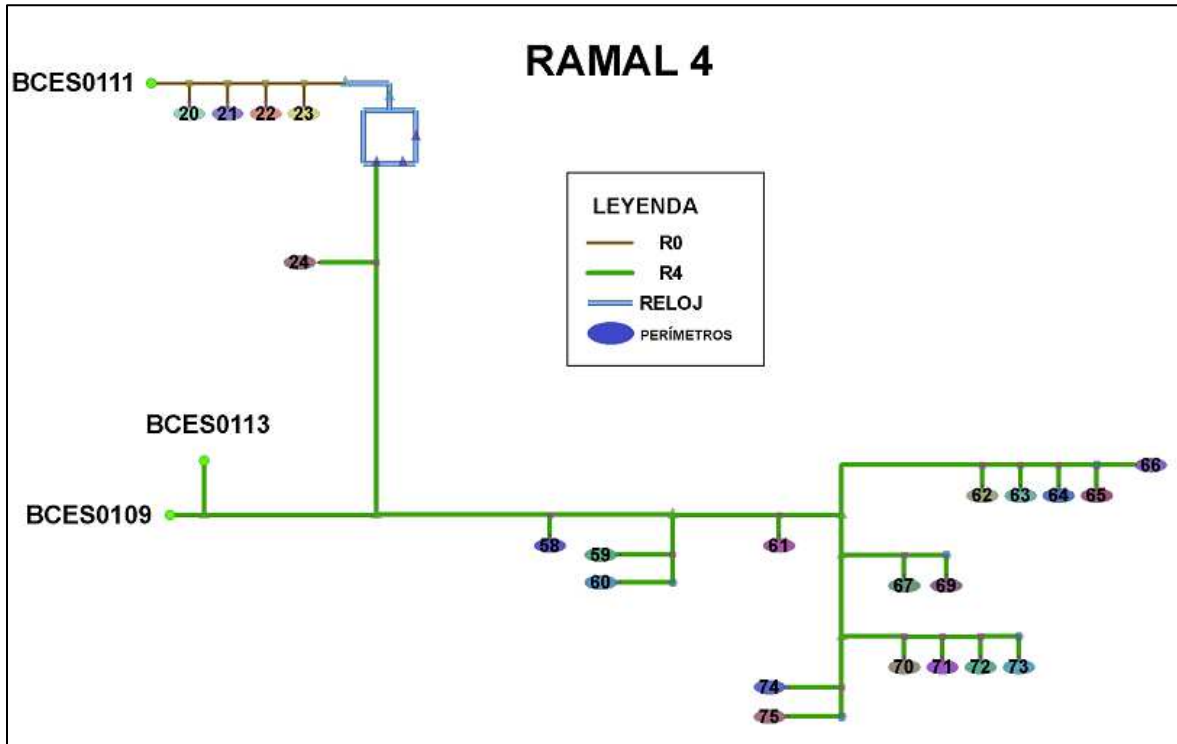 RAMAL 4
BCES0111
20 21 22 23
LEYENDA
R0
R4
RELOJ
PERÍMETROS
24
BCES0113
BCES0109
66
62 63 64 65
58
59
61
60
67 69
70 71 72 73
74
75